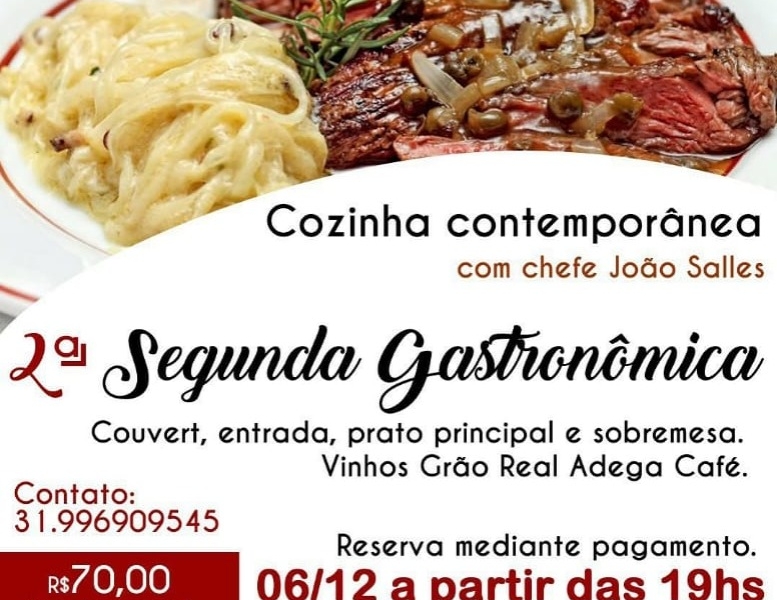 Cozinha contemporânea
com chefe João Salles
2ª Segunda Gastronômica
Couvert, entrada, prato principal e sobremesa.
Vinhos Grão Real Adega Café.
Contato:
31.996909545
Reserva mediante pagamento.
R$70,00
06/12 a partir das 19hs